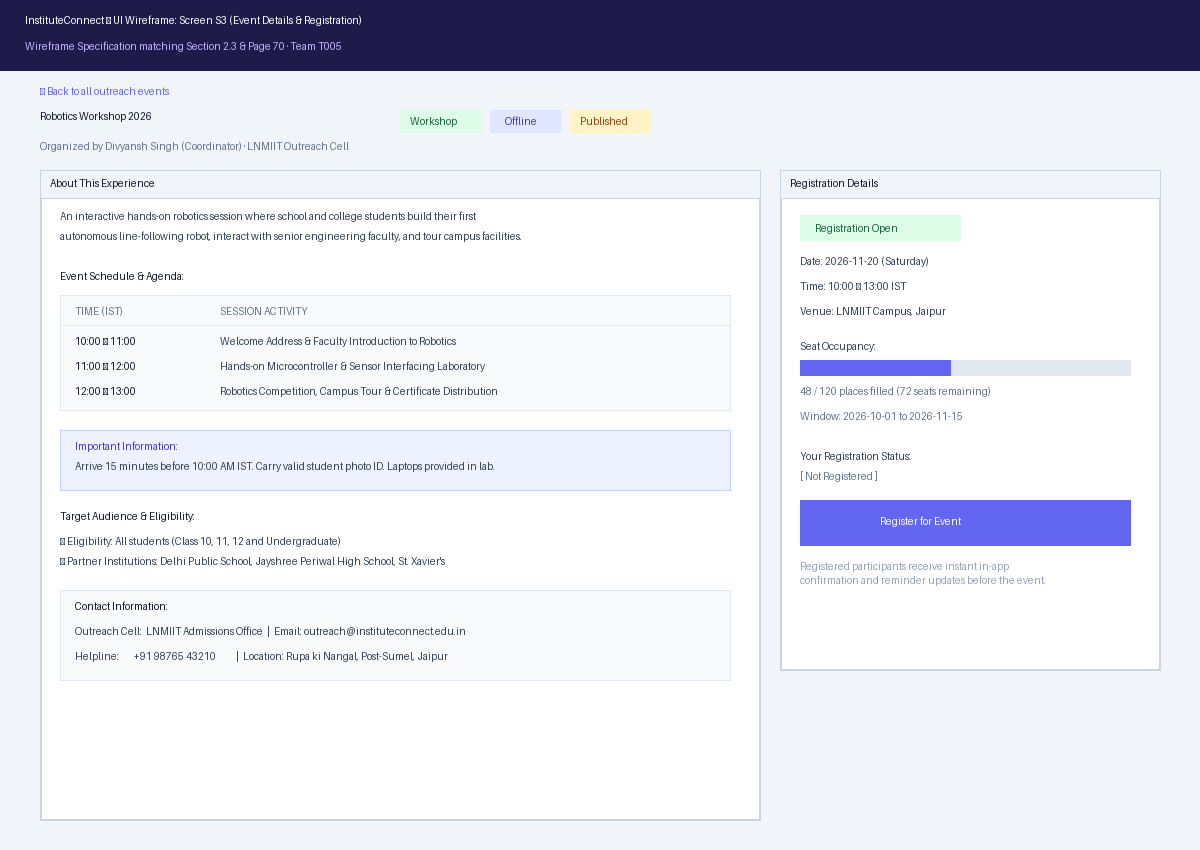 InstituteConnect ▯ UI Wireframe: Screen S3 (Event Details & Registration)
Wireframe Specification matching Section 2.3 & Page 70 · Team T005
▯ Back to all outreach events
Robotics Workshop 2026
Workshop
Offline
Published
Organized by Divyansh Singh (Coordinator) · LNMIIT Outreach Cell
About This Experience
An interactive hands-on robotics session where school and college students build their first
autonomous line-following robot, interact with senior engineering faculty, and tour campus facilities.
Event Schedule & Agenda:
TIME (IST) SESSION ACTIVITY
10:00 ▯ 11:00 Welcome Address & Faculty Introduction to Robotics
11:00 ▯ 12:00 Hands-on Microcontroller & Sensor Interfacing Laboratory
12:00 ▯ 13:00 Robotics Competition, Campus Tour & Certificate Distribution
Important Information:
Arrive 15 minutes before 10:00 AM IST. Carry valid student photo ID. Laptops provided in lab.
Target Audience & Eligibility:
▯ Eligibility: All students (Class 10, 11, 12 and Undergraduate)
▯ Partner Institutions: Delhi Public School, Jayshree Periwal High School, St. Xavier's
Contact Information:
Outreach Cell: LNMIIT Admissions Office | Email: outreach@instituteconnect.edu.in
Helpline: +91 98765 43210 | Location: Rupa ki Nangal, Post-Sumel, Jaipur
Registration Details
Registration Open
Date: 2026-11-20 (Saturday)
Time: 10:00 ▯ 13:00 IST
Venue: LNMIIT Campus, Jaipur
Seat Occupancy:
48 / 120 places filled (72 seats remaining)
Window: 2026-10-01 to 2026-11-15
Your Registration Status:
[ Not Registered ]
Register for Event
Registered participants receive instant in-app
confirmation and reminder updates before the event.